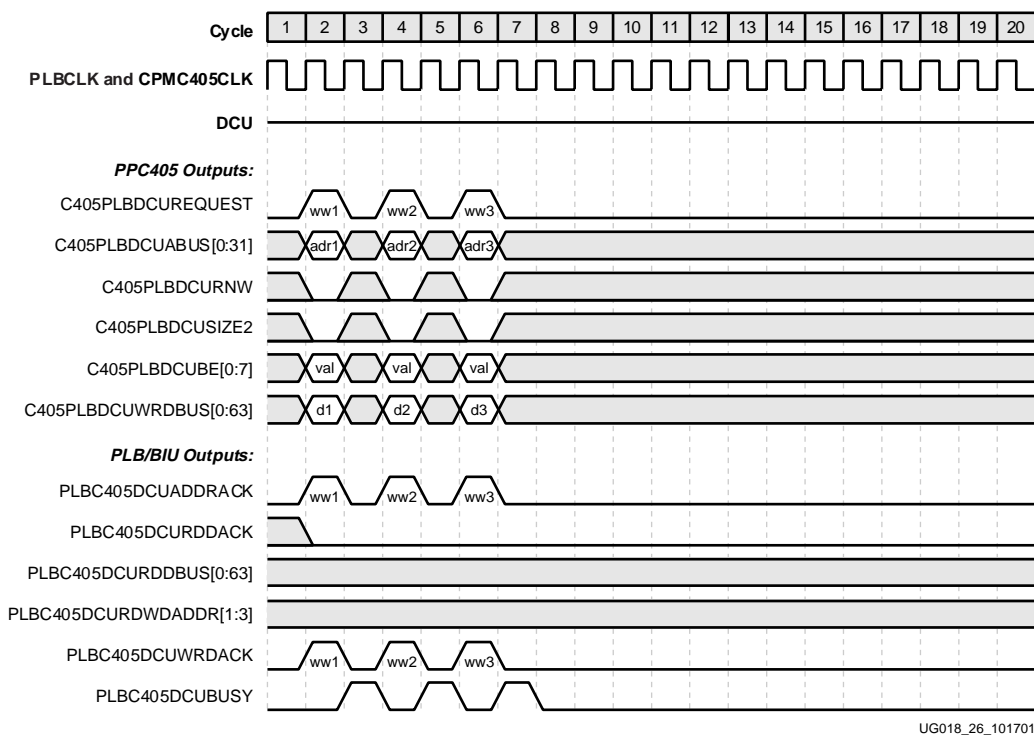 Cycle 1 2 3 4 5 6 7 8 9 10 11 12 13 14 15 16 17 18 19 20
PLBCLK and CPMC405CLK
DCU
PPC405 Outputs:
C405PLBDCUREQUEST ww1 ww2 ww3
C405PLBDCUABUS[0:31] adr1 adr2 adr3
C405PLBDCURNW
C405PLBDCUSIZE2
C405PLBDCUBE[0:7] val val val
C405PLBDCUWRDBUS[0:63] d1 d2 d3
PLB/BIU Outputs:
PLBC405DCUADDRACK ww1 ww2 ww3
PLBC405DCURDDACK
PLBC405DCURDDBUS[0:63]
PLBC405DCURDWDADDR[1:3]
PLBC405DCUWRDACK ww1 ww2 ww3
PLBC405DCUBUSY
UG018_26_101701